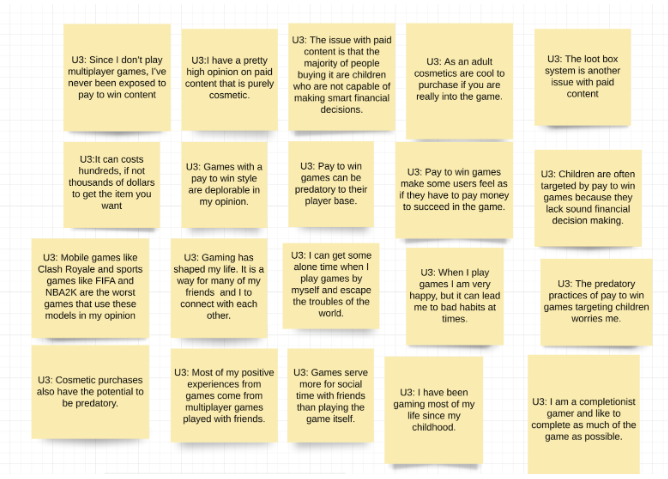 U3: Since I don't play
multiplayer games, I've
never been exposed to
pay to win content
U3:I have a pretty
high opinion on paid
content that is purely
cosmetic.
U3: The issue with paid
content is that the
majority of people
buying it are children
who are not capable of
making smart financial
decisions.
U3: As an adult
cosmetics are cool to
purchase if you are
really into the game.
U3: The loot box
system is another
issue with paid
content
U3:It can costs
hundreds, if not
thousands of dollars
to get the item you
want
U3: Games with a
pay to win style
are deplorable in
my opinion.
U3: Pay to win
games can be
predatory to their
player base.
U3: Pay to win games
make some users feel as
if they have to pay money
to succeed in the game.
U3: Children are often
targeted by pay to win
games because they
lack sound financial
decision making.
U3: Mobile games like
Clash Royale and sports
games like FIFA and
NBA2K are the worst
games that use these
models in my opinion
U3: Gaming has
shaped my life. It is a
way for many of my
friends and I to
connect with each
other.
U3: I can get some
alone time when I
play games by
myself and escape
the troubles of the
world.
U3: When I play
games I am very
happy, but it can lead
me to bad habits at
times.
U3: The predatory
practices of pay to win
games targeting children
worries me.
U3: Cosmetic purchases
also have the potential to
be predatory.
U3: Most of my positive
experiences from
games come from
multiplayer games
played with friends.
U3: Games serve
more for social
time with friends
than playing the
game itself.
U3: I have been
gaming most of my
life since my
childhood.
U3: I am a completionist
gamer and like to
complete as much of the
game as possible.